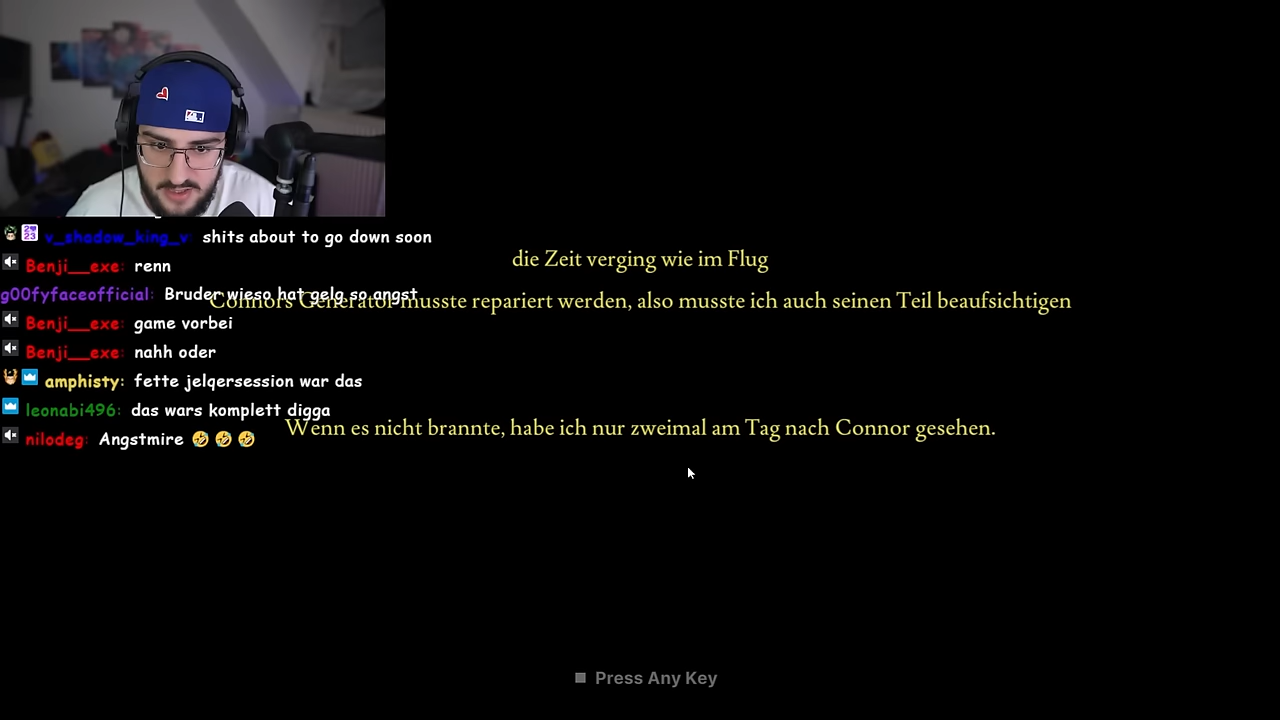 v_shadow_king_v: shits about to go down soon
Benji__exe: renn
g00fyfaceofficial: Bruder wieso hat gelg so angst
Benji__exe: game vorbei
Benji__exe: nahh oder
amphisty: fette jelqersession war das
leonabi496: das wars komplett digga
nilodeg: Angstmire 🤣 🤣 🤣
die Zeit verging wie im Flug
Connors Generator musste repariert werden, also musste ich auch seinen Teil beaufsichtigen
Wenn es nicht brannte, habe ich nur zweimal am Tag nach Connor gesehen.
Press Any Key